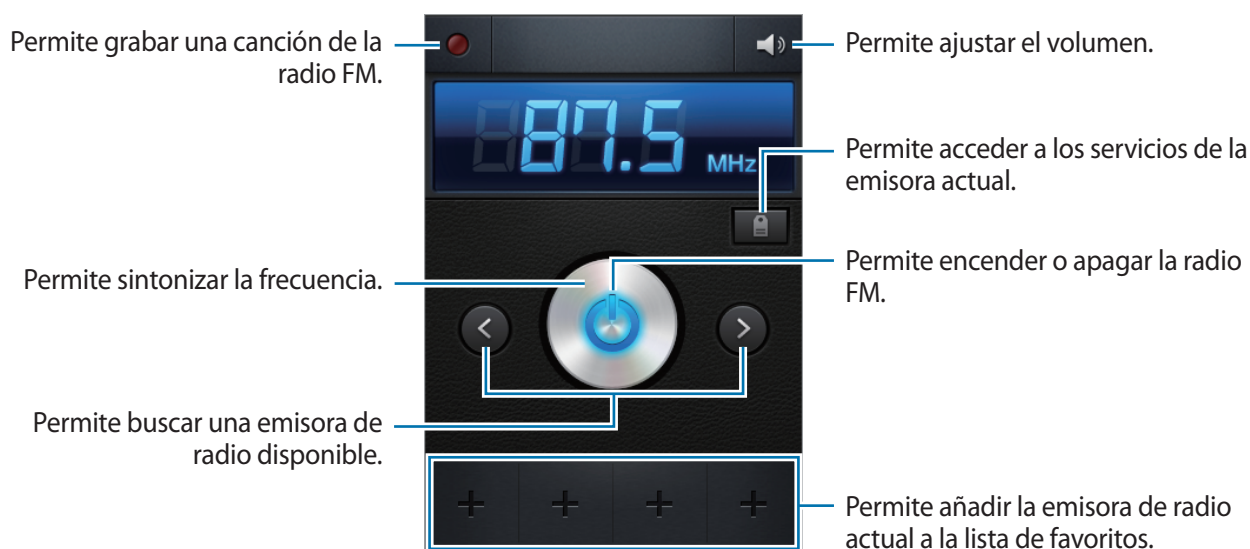 Permite grabar una canción de la
radio FM.
Permite ajustar el volumen.
87.5 MHz
Permite acceder a los servicios de la
emisora actual.
Permite sintonizar la frecuencia.
Permite encender o apagar la radio
FM.
Permite buscar una emisora de
radio disponible.
Permite añadir la emisora de radio
actual a la lista de favoritos.